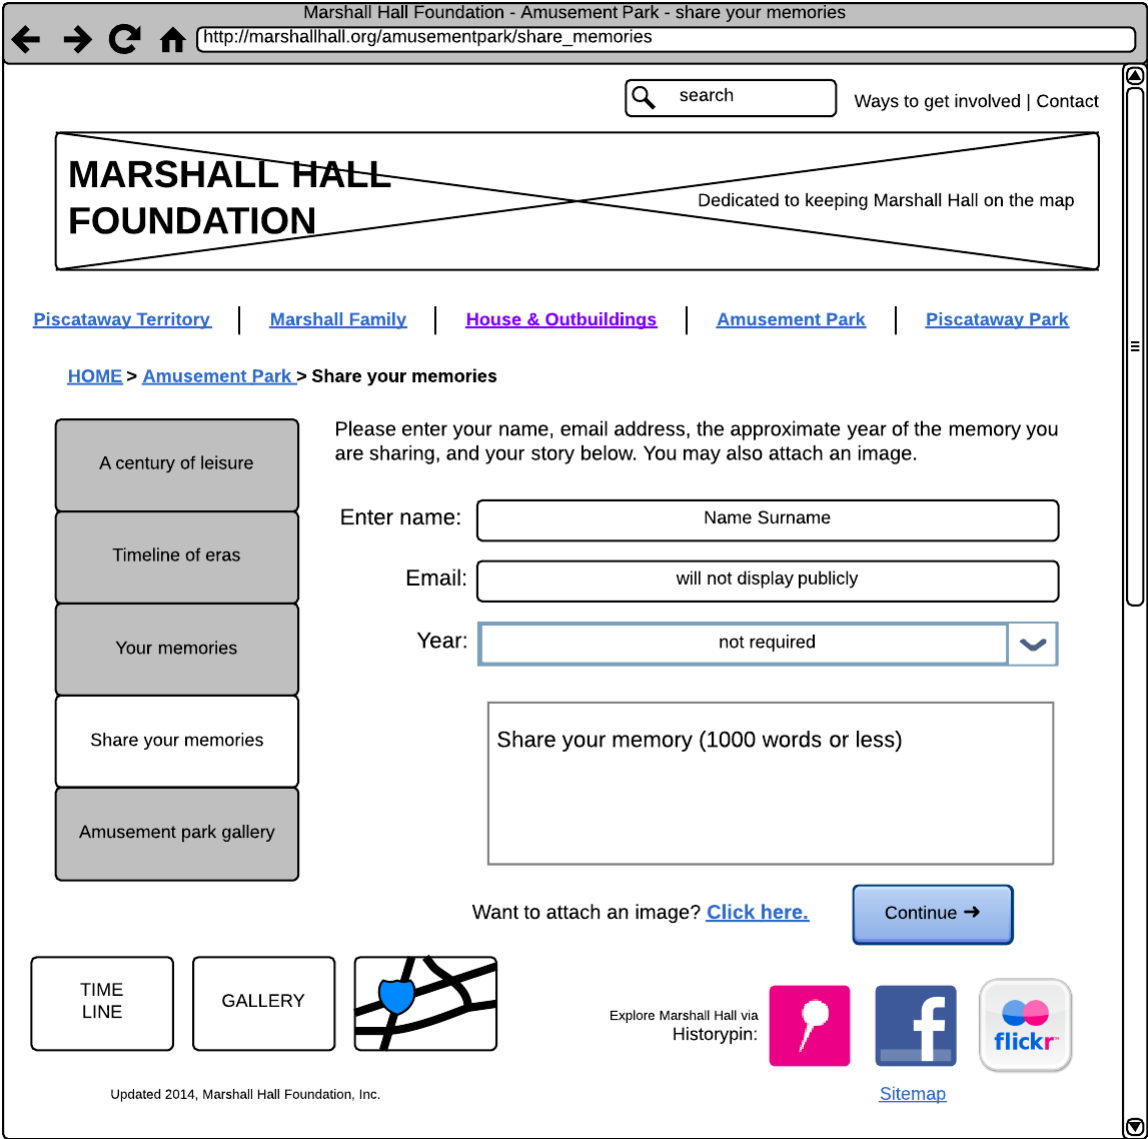 Marshall Hall Foundation - Amusement Park - share your memories
http://marshallhall.org/amusementpark/share_memories
search
Ways to get involved | Contact
MARSHALL HALL
FOUNDATION
Dedicated to keeping Marshall Hall on the map
Piscataway Territory | Marshall Family | House & Outbuildings | Amusement Park | Piscataway Park
HOME > Amusement Park > Share your memories
A century of leisure
Timeline of eras
Your memories
Share your memories
Amusement park gallery
Please enter your name, email address, the approximate year of the memory you
are sharing, and your story below. You may also attach an image.
Enter name: Name Surname
Email: will not display publicly
Year: not required
Share your memory (1000 words or less)
Want to attach an image? Click here.
Continue ➜
TIME
LINE
GALLERY
Explore Marshall Hall via
Historypin:
f
flickr
Updated 2014, Marshall Hall Foundation, Inc.
Sitemap